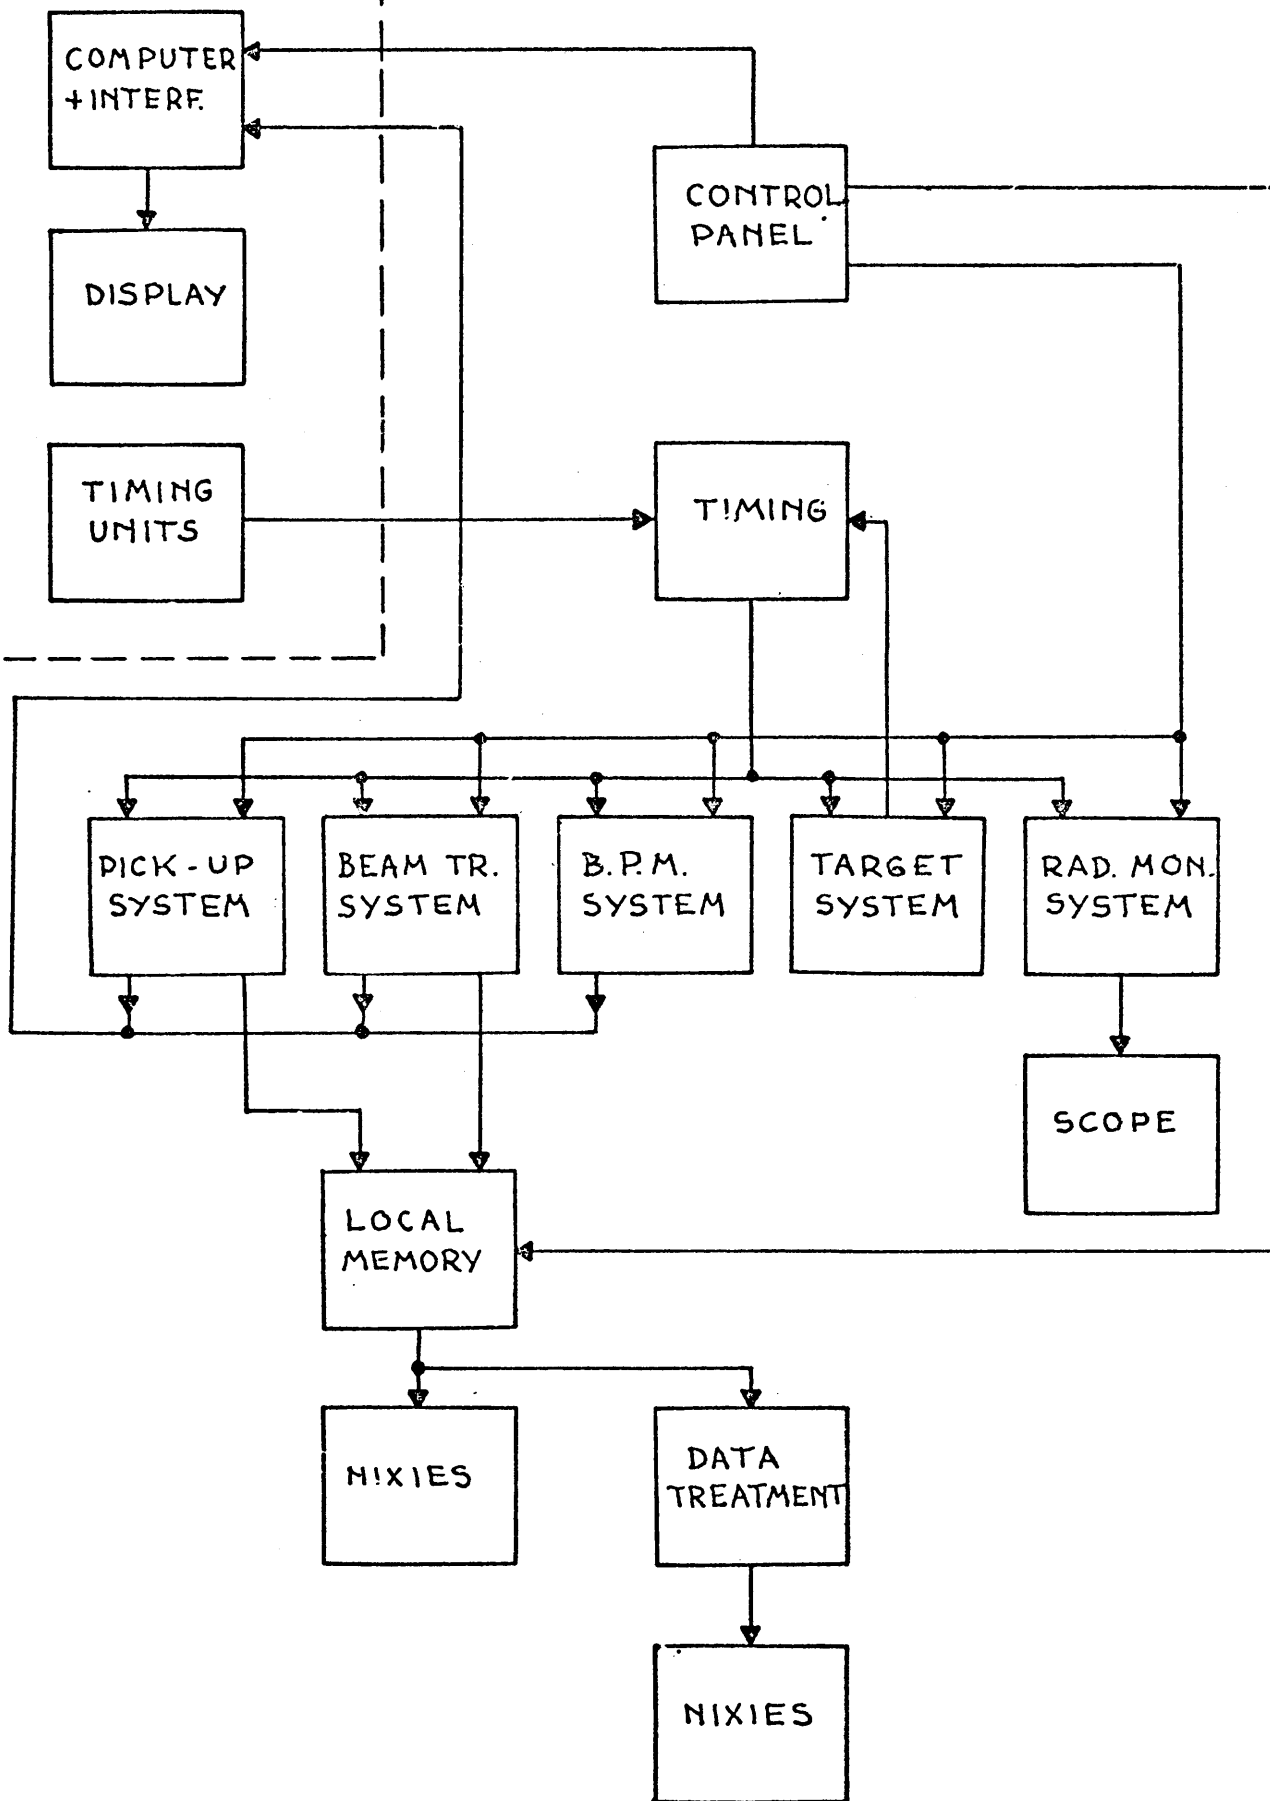 COMPUTER
+INTERF.
CONTROL
PANEL
DISPLAY
TIMING
UNITS
TIMING
PICK-UP
SYSTEM
BEAM TR.
SYSTEM
B.P.M.
SYSTEM
TARGET
SYSTEM
RAD. MON.
SYSTEM
SCOPE
LOCAL
MEMORY
NIXIES
DATA
TREATMENT
NIXIES